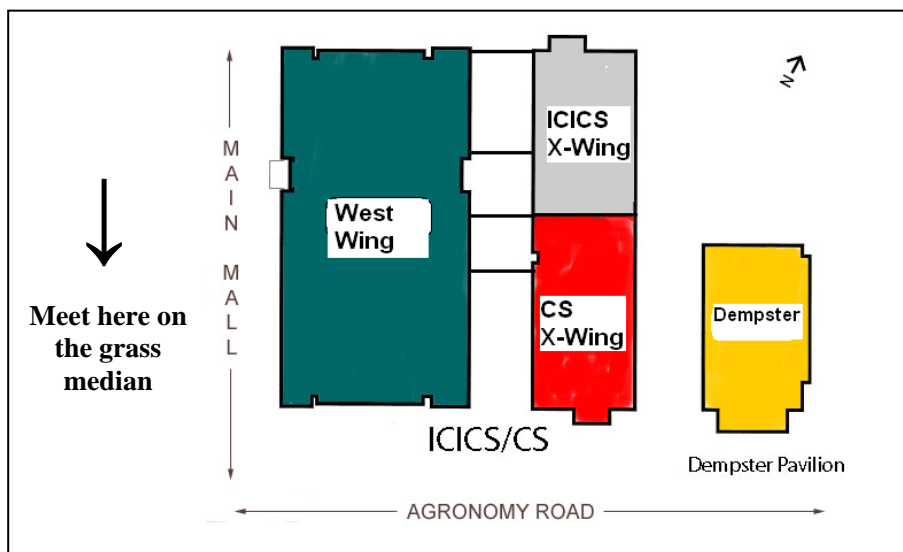 N
ICICS
X-Wing
MAIN MALL
West
Wing
CS
X-Wing
Dempster
Meet here on
the grass
median
ICICS/CS
Dempster Pavilion
AGRONOMY ROAD